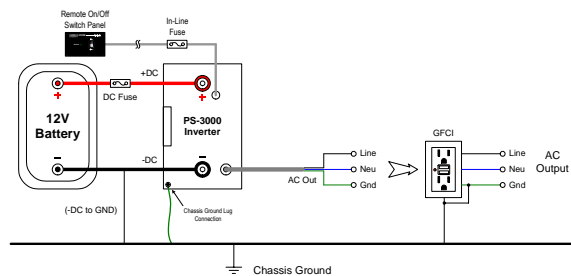 Remote On/Off
Switch Panel
In-Line
Fuse
+DC
DC Fuse
+
+
12V
Battery
PS-3000
Inverter
-
-
-DC
AC Out
Line
Neu
Gnd
GFCI
Line
Neu
Gnd
AC
Output
(-DC to GND)
Chassis Ground Lug
Connection
Chassis Ground